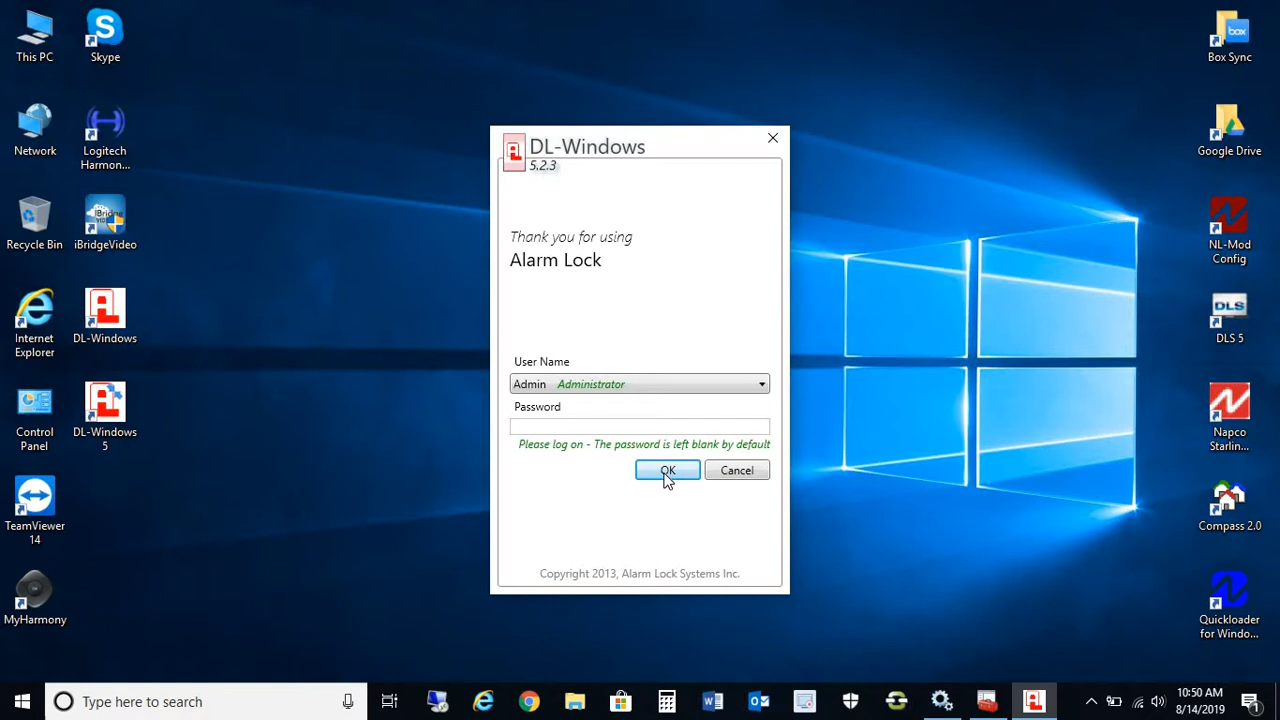 This PC
Skype
Network
Logitech
Harmon...
Recycle Bin
iBridgeVideo
Internet
Explorer
DL-Windows
Control
Panel
DL-Windows
5
TeamViewer
14
MyHarmony
DL-Windows
5.2.3
Thank you for using
Alarm Lock
User Name
Admin Administrator
Password
Please log on - The password is left blank by default
OK
Cancel
Copyright 2013, Alarm Lock Systems Inc.
box
Box Sync
Google Drive
NL-Mod
Config
DLS
DLS 5
Napco
Starlin...
Compass 2.0
Quickloader
for Windo...
Type here to search
10:50 AM
8/14/2019
1